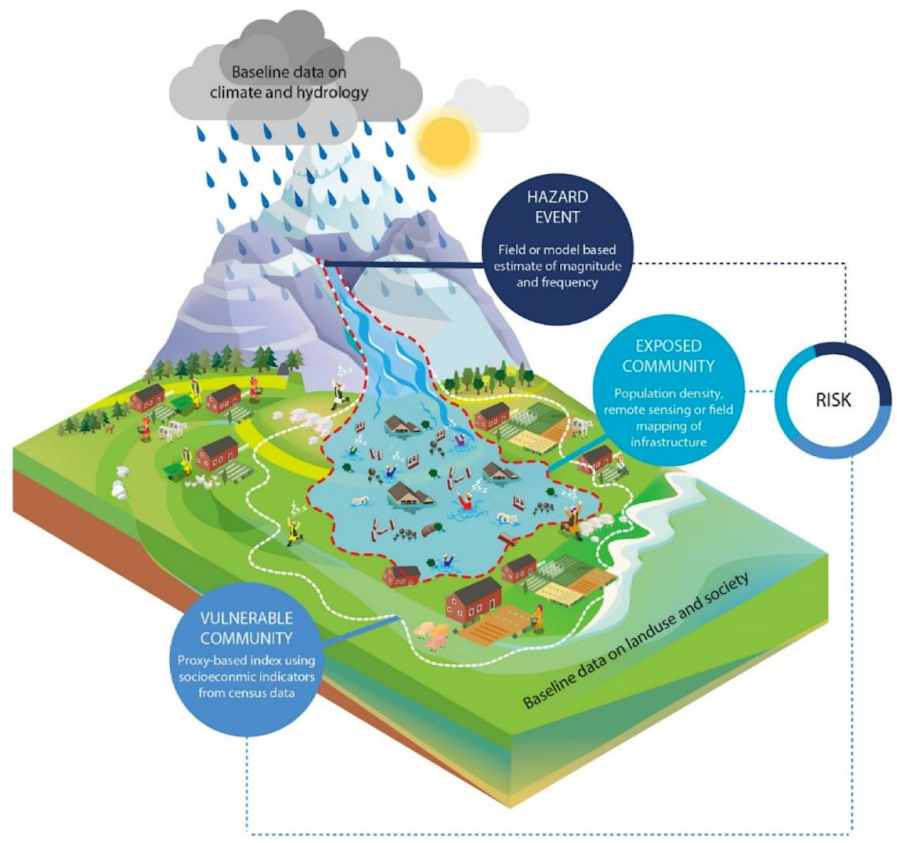 Baseline data on
climate and hydrology
HAZARD
EVENT
Field or model based
estimate of magnitude
and frequency
EXPOSED
COMMUNITY
Population density,
remote sensing or field
mapping of
infrastructure
RISK
VULNERABLE
COMMUNITY
Proxy-based index using
socioeconmic indicators
from census data
Baseline data on landuse and society